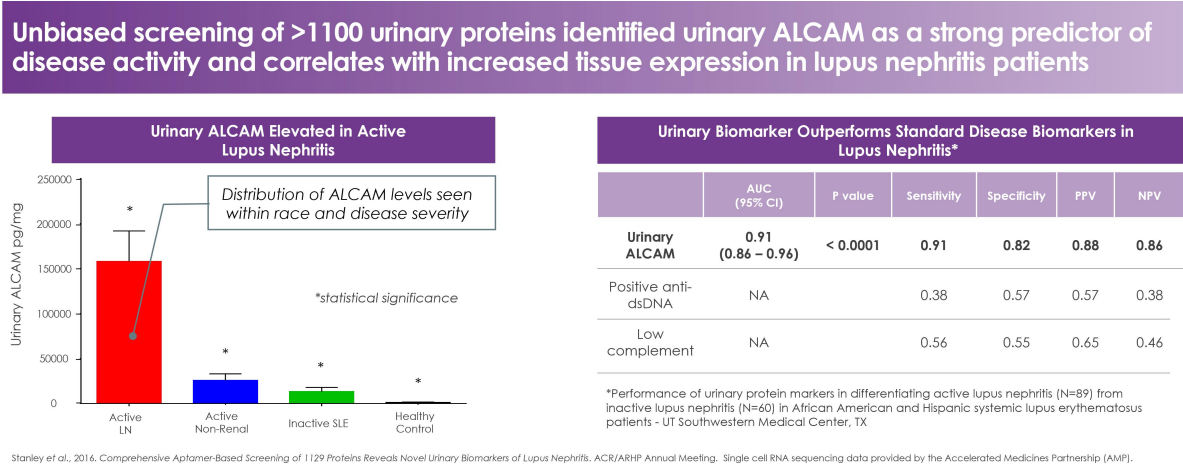 Unbiased screening of >1100 urinary proteins identified urinary ALCAM as a strong predictor of
disease activity and correlates with increased tissue expression in lupus nephritis patients
Urinary ALCAM Elevated in Active
Lupus Nephritis
Urinary ALCAM pg/mg
250000
200000
150000
100000
50000
0
*
*
*
*
Distribution of ALCAM levels seen
within race and disease severity
*statistical significance
Active
LN
Active
Non-Renal
Inactive SLE
Healthy
Control
Urinary Biomarker Outperforms Standard Disease Biomarkers in
Lupus Nephritis*
AUC
(95% CI)
P value
Sensitivity
Specificity
PPV
NPV
Urinary
ALCAM
0.91
(0.86 – 0.96)
< 0.0001
0.91
0.82
0.88
0.86
Positive anti-
dsDNA
NA
0.38
0.57
0.57
0.38
Low
complement
NA
0.56
0.55
0.65
0.46
*Performance of urinary protein markers in differentiating active lupus nephritis (N=89) from
inactive lupus nephritis (N=60) in African American and Hispanic systemic lupus erythematosus
patients - UT Southwestern Medical Center, TX
Stanley et al., 2016. Comprehensive Aptamer-Based Screening of 1129 Proteins Reveals Novel Urinary Biomarkers of Lupus Nephritis. ACR/ARHP Annual Meeting. Single cell RNA sequencing data provided by the Accelerated Medicines Partnership (AMP).